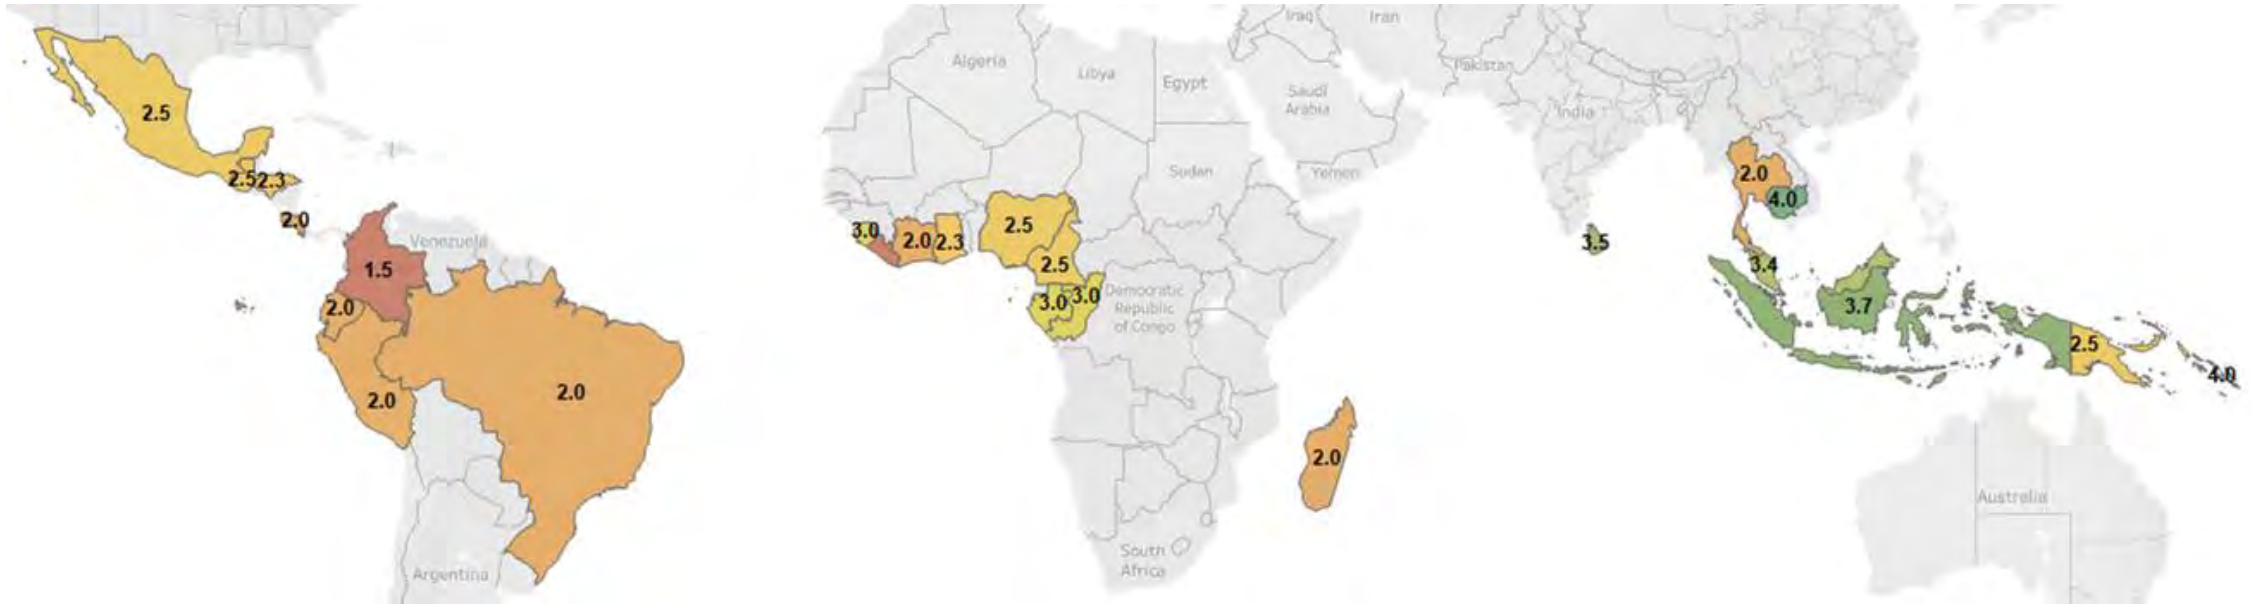 2.5
2.5
2.3
2.0
Venezuela
1.5
2.0
2.0
2.0
Argentina
Algeria
Libya
Egypt
Saudi
Arabia
Iraq
Iran
Sudan
Yemen
3.0
2.0
2.3
2.5
2.5
3.0
3.0
Democratic
Republic
of Congo
2.0
South
Africa
Pakistan
India
3.5
2.0
4.0
3.4
3.7
2.5
4.0
Australia